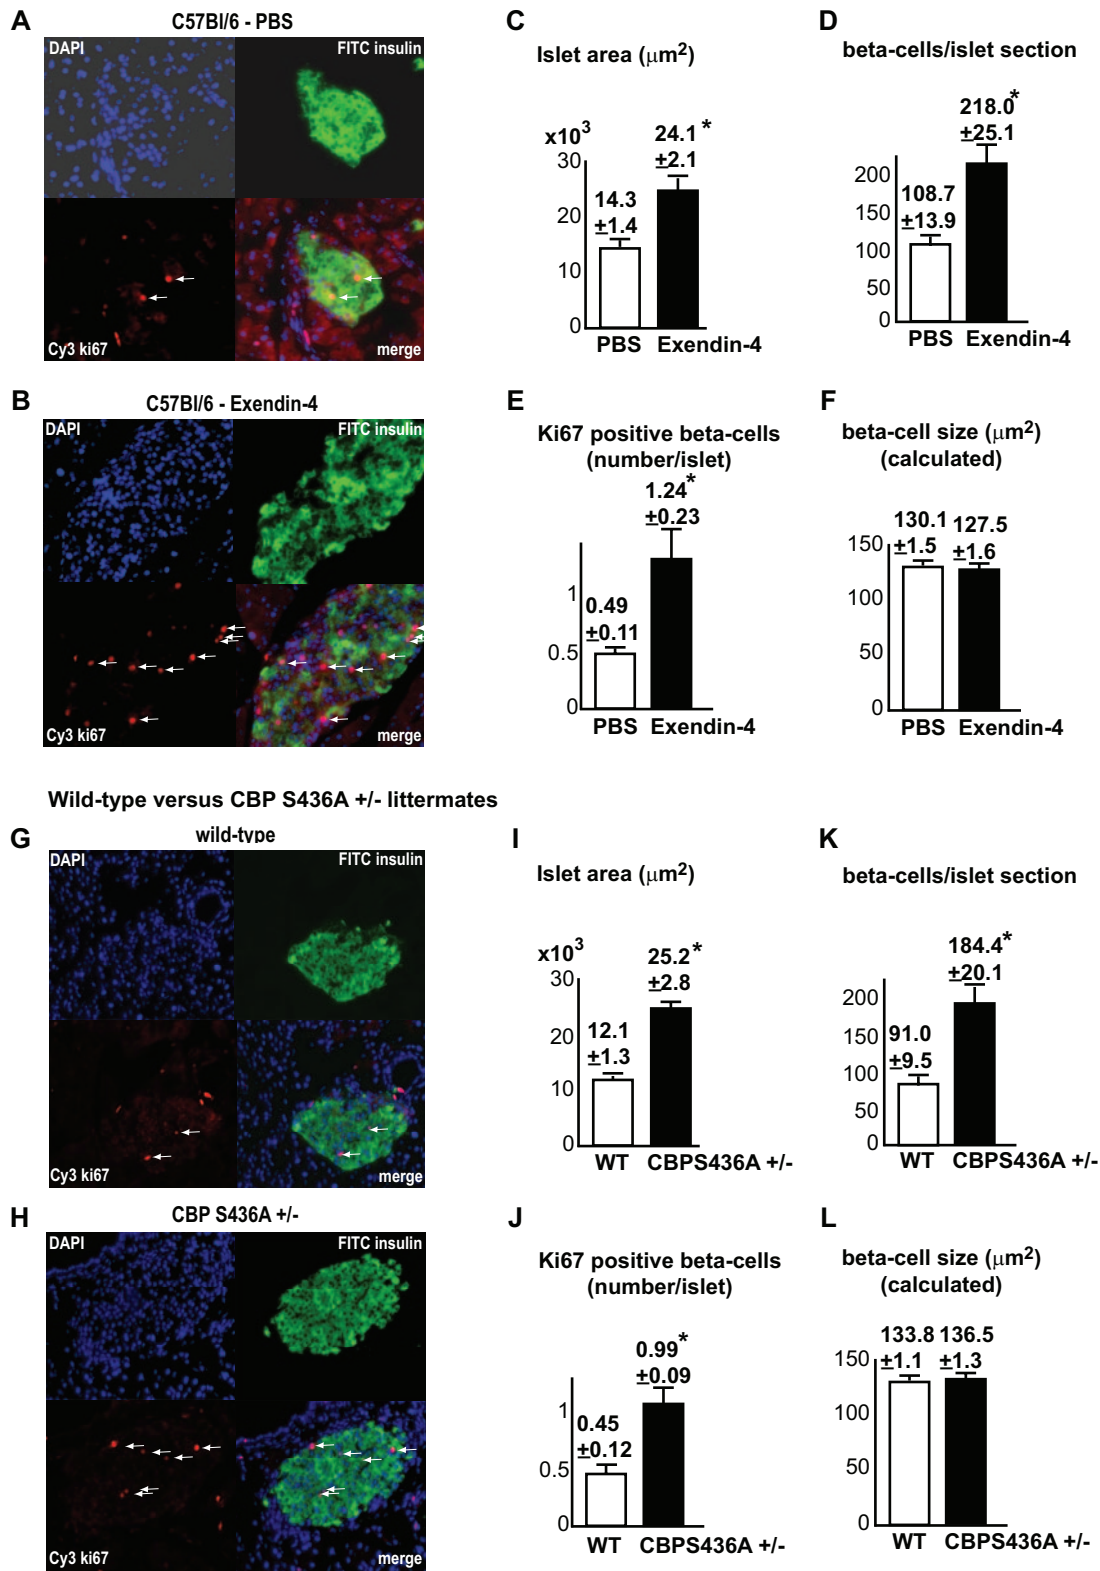 A
C57Bl/6 - PBS
DAPI
FITC insulin
Cy3 ki67
merge
C
Islet area (μm²)
x10³
30
20
10
0
14.3
±1.4
24.1 *
±2.1
PBS Exendin-4
D
beta-cells/islet section
200
150
100
50
0
108.7
±13.9
218.0*
±25.1
PBS Exendin-4
B
C57Bl/6 - Exendin-4
DAPI
FITC insulin
Cy3 ki67
merge
E
Ki67 positive beta-cells
(number/islet)
1
0.5
0
0.49
±0.11
1.24*
±0.23
PBS Exendin-4
F
beta-cell size (μm²)
(calculated)
150
100
50
0
130.1
±1.5
127.5
±1.6
PBS Exendin-4
Wild-type versus CBP S436A +/- littermates
G
wild-type
DAPI
FITC insulin
Cy3 ki67
merge
I
Islet area (μm²)
x10³
30
20
10
0
12.1
±1.3
25.2 *
±2.8
WT CBPS436A +/-
K
beta-cells/islet section
200
150
100
50
0
91.0
±9.5
184.4*
±20.1
WT CBPS436A +/-
H
CBP S436A +/-
DAPI
FITC insulin
Cy3 ki67
merge
J
Ki67 positive beta-cells
(number/islet)
1
0.5
0
0.45
±0.12
0.99*
±0.09
WT CBPS436A +/-
L
beta-cell size (μm²)
(calculated)
150
100
50
0
133.8
±1.1
136.5
±1.3
WT CBPS436A +/-